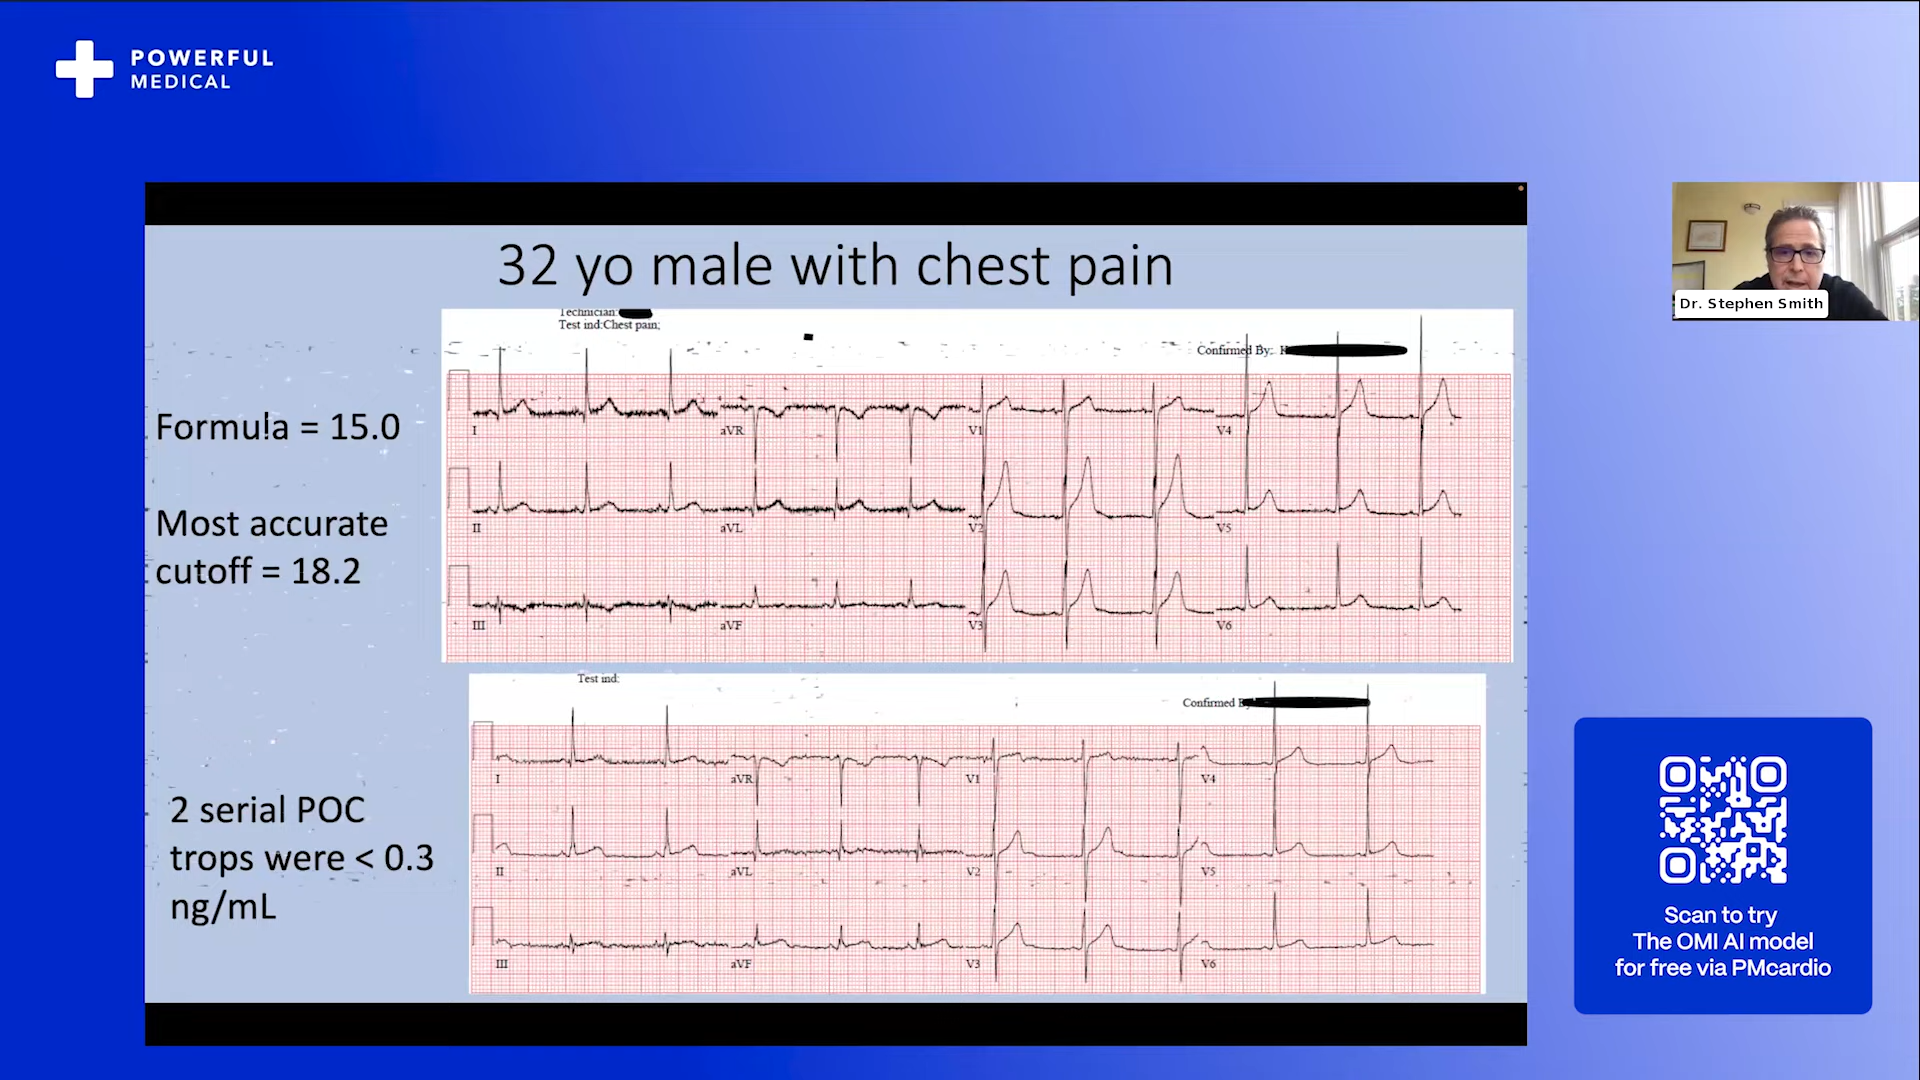 POWERFUL
MEDICAL
32 yo male with chest pain
Technician:
Test ind:Chest pain;
Confirmed By:
I
aVR
V1
V4
II
aVL
V2
V5
III
aVF
V3
V6
Formula = 15.0
Most accurate
cutoff = 18.2
Test ind:
Confirmed
I
aVR
V1
V4
II
aVL
V2
V5
III
aVF
V3
V6
2 serial POC
trops were < 0.3
ng/mL
Dr. Stephen Smith
Scan to try
The OMI AI model
for free via PMcardio